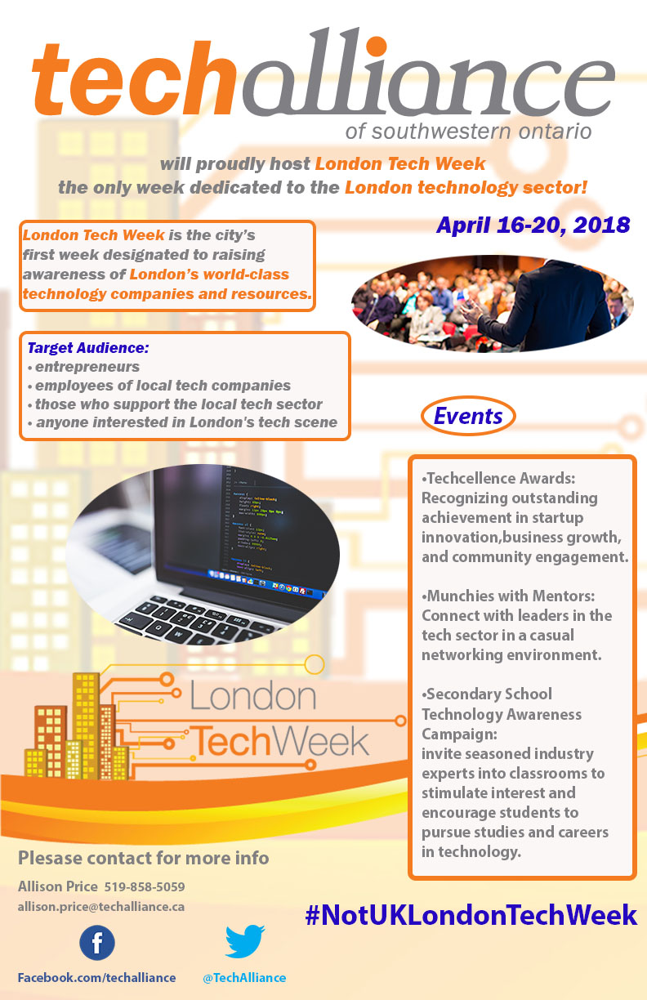 techalliance
of southwestern ontario
will proudly host London Tech Week
the only week dedicated to the London technology sector!
April 16-20, 2018
London Tech Week is the city's
first week designated to raising
awareness of London's world-class
technology companies and resources.
Target Audience:
• entrepreneurs
• employees of local tech companies
• those who support the local tech sector
• anyone interested in London's tech scene
Events
•Techcellence Awards:
Recognizing outstanding
achievement in startup
innovation,business growth,
and community engagement.
•Munchies with Mentors:
Connect with leaders in the
tech sector in a casual
networking environment.
•Secondary School
Technology Awareness
Campaign:
invite seasoned industry
experts into classrooms to
stimulate interest and
encourage students to
pursue studies and careers
in technology.
London
TechWeek
Plesase contact for more info
Allison Price 519-858-5059
allison.price@techalliance.ca
#NotUKLondonTechWeek
Facebook.com/techalliance
@TechAlliance